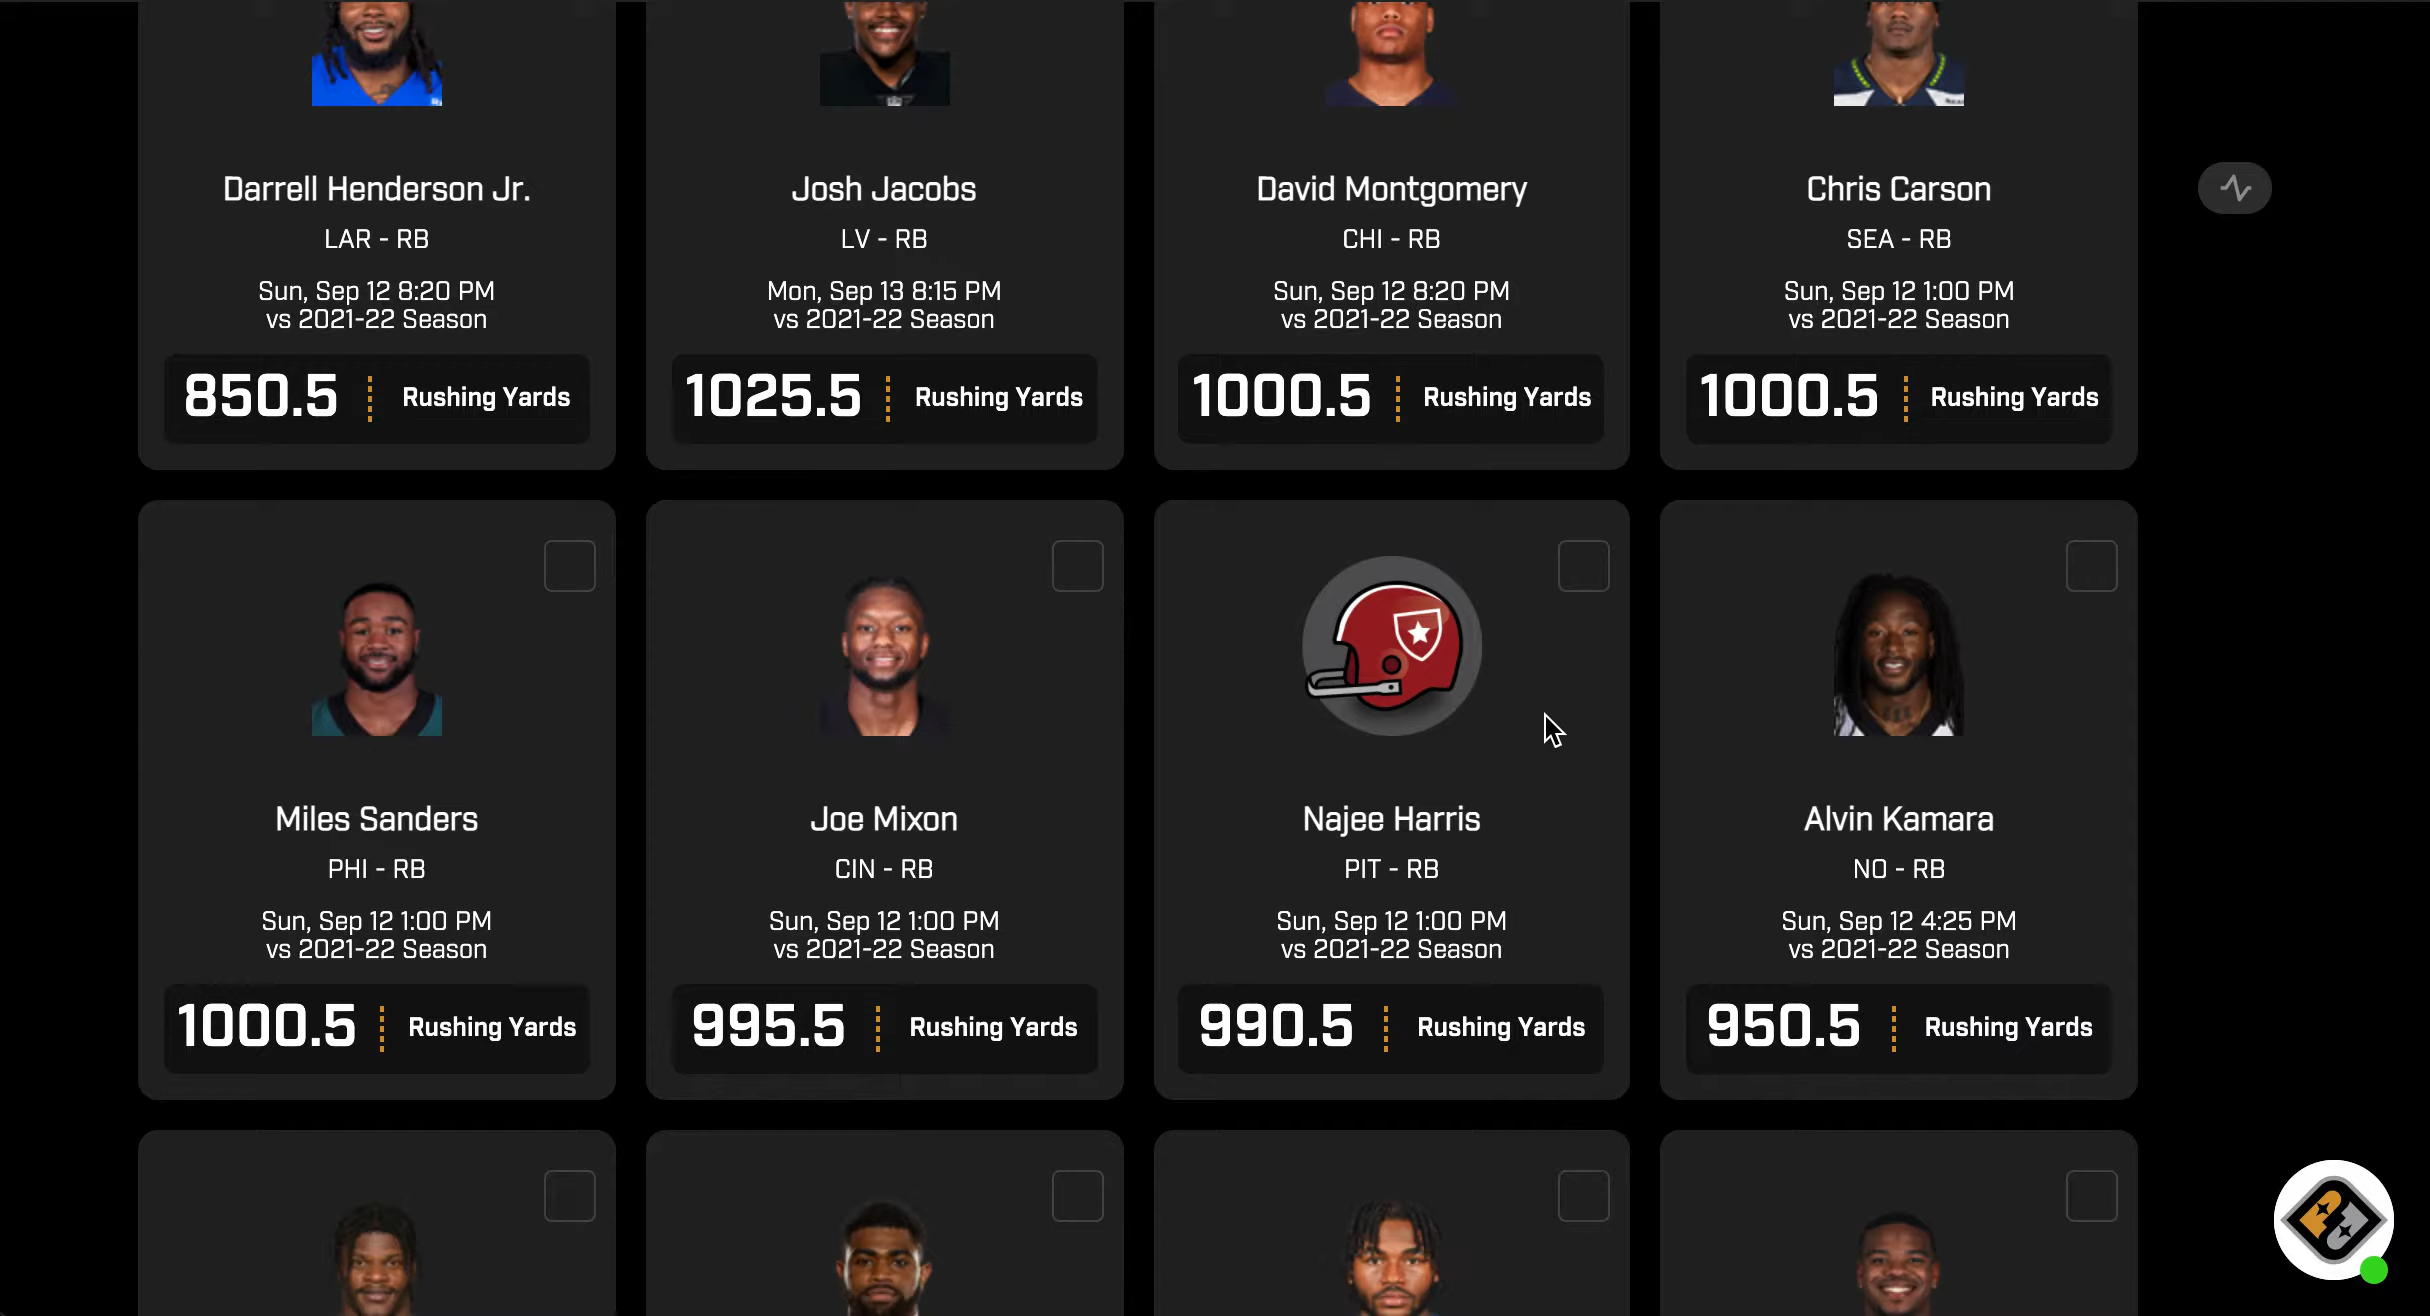 Darrell Henderson Jr.
LAR - RB
Sun, Sep 12 8:20 PM
vs 2021-22 Season
850.5 Rushing Yards
Josh Jacobs
LV - RB
Mon, Sep 13 8:15 PM
vs 2021-22 Season
1025.5 Rushing Yards
David Montgomery
CHI - RB
Sun, Sep 12 8:20 PM
vs 2021-22 Season
1000.5 Rushing Yards
Chris Carson
SEA - RB
Sun, Sep 12 1:00 PM
vs 2021-22 Season
1000.5 Rushing Yards
Miles Sanders
PHI - RB
Sun, Sep 12 1:00 PM
vs 2021-22 Season
1000.5 Rushing Yards
Joe Mixon
CIN - RB
Sun, Sep 12 1:00 PM
vs 2021-22 Season
995.5 Rushing Yards
Najee Harris
PIT - RB
Sun, Sep 12 1:00 PM
vs 2021-22 Season
990.5 Rushing Yards
Alvin Kamara
NO - RB
Sun, Sep 12 4:25 PM
vs 2021-22 Season
950.5 Rushing Yards